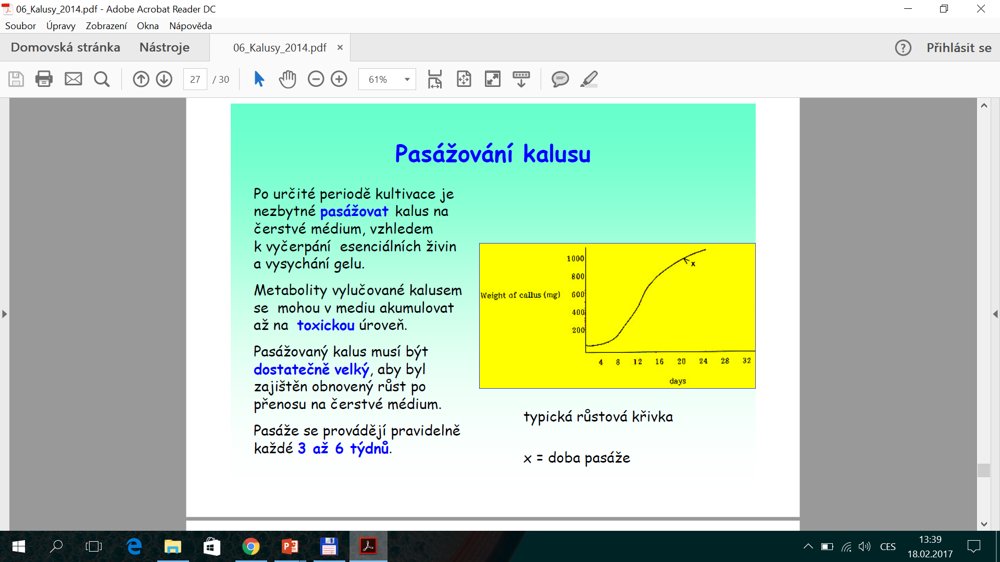 06_Kalusy_2014.pdf - Adobe Acrobat Reader DC
Soubor Úpravy Zobrazení Okna Nápověda
Domovská stránka Nástroje 06_Kalusy_2014.pdf × ? Přihlásit se
27 / 30 61%
Pasážování kalusu
Po určité periodě kultivace je
nezbytné pasážovat kalus na
čerstvé médium, vzhledem
k vyčerpání esenciálních živin
a vysychání gelu.
Metabolity vylučované kalusem
se mohou v mediu akumulovat
až na toxickou úroveň.
Pasážovaný kalus musí být
dostatečně velký, aby byl
zajištěn obnovený růst po
přenosu na čerstvé médium.
Pasáže se provádějí pravidelně
každé 3 až 6 týdnů.
1000
x
800
Weight of callus (mg) 600
400
200
4 8 12 16 20 24 28 32
days
typická růstová křivka
x = doba pasáže
CES
13:39
18.02.2017